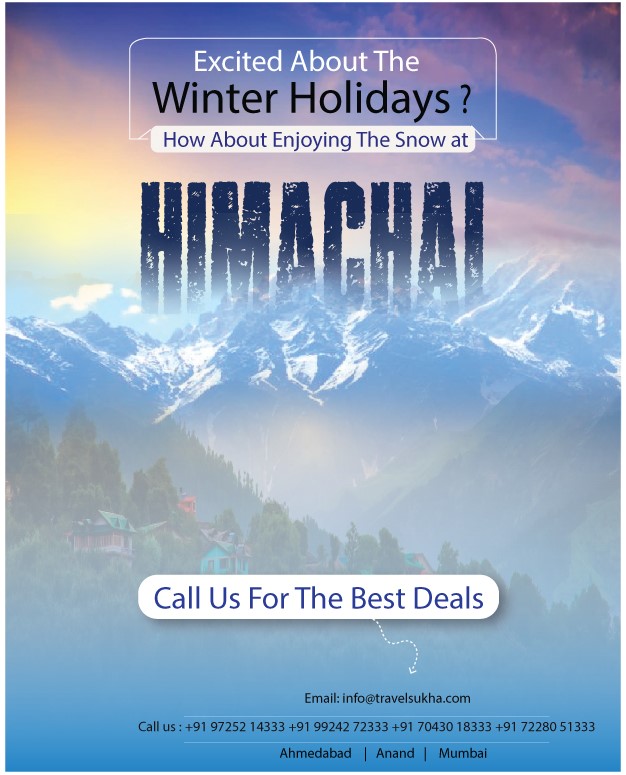 Excited About The
Winter Holidays ?
How About Enjoying The Snow at
HIMACHAL
Call Us For The Best Deals
Email: info@travelsukha.com
Call us : +91 97252 14333 +91 99242 72333 +91 70430 18333 +91 72280 51333
Ahmedabad | Anand | Mumbai